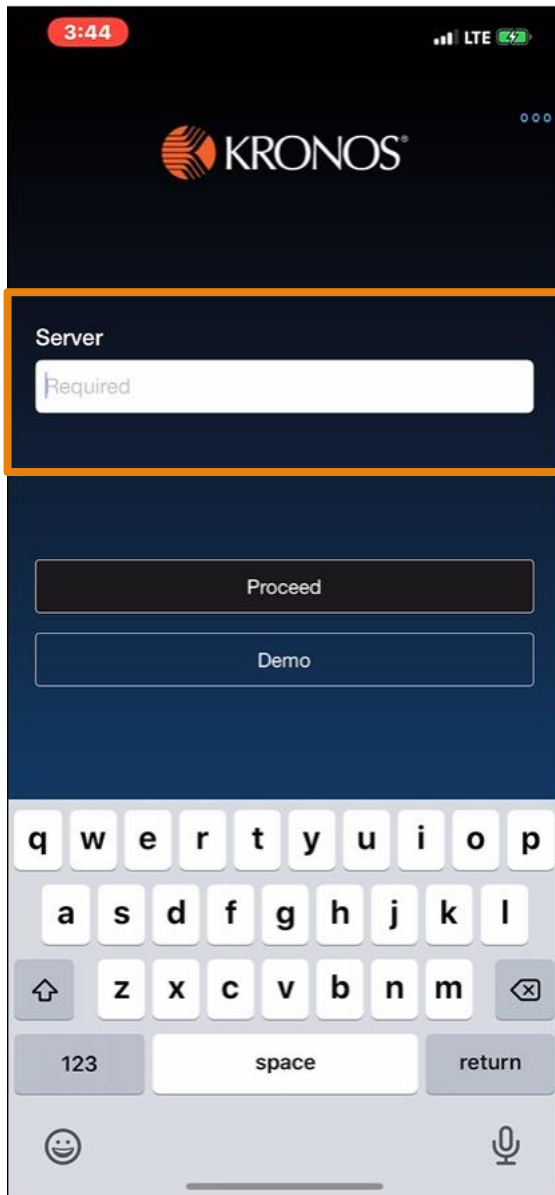 3:44
LTE
KRONOS®
Server
Required
Proceed
Demo
q w e r t y u i o p
a s d f g h j k l
z x c v b n m
123 space return